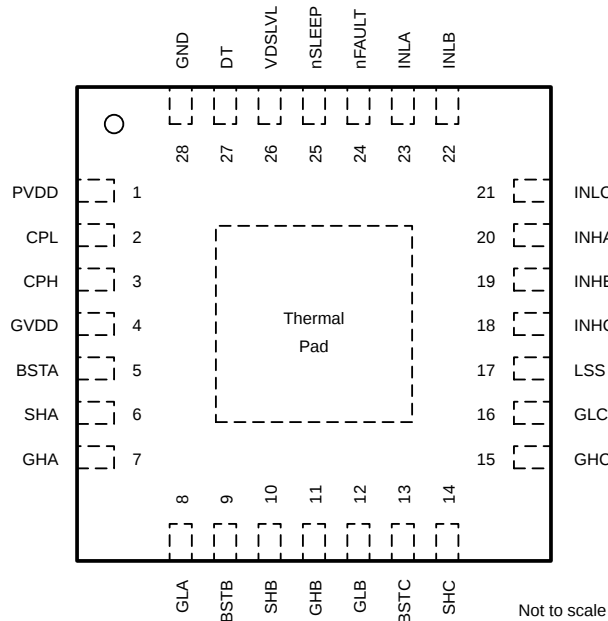 GND
DT
VDSLVL
nSLEEP
nFAULT
INLA
INLB
28
27
26
25
24
23
22
PVDD 1
CPL 2
CPH 3
GVDD 4
BSTA 5
SHA 6
GHA 7
Thermal
Pad
21 INLC
20 INHA
19 INHB
18 INHC
17 LSS
16 GLC
15 GHC
8
9
10
11
12
13
14
GLA
BSTB
SHB
GHB
GLB
BSTC
SHC
Not to scale